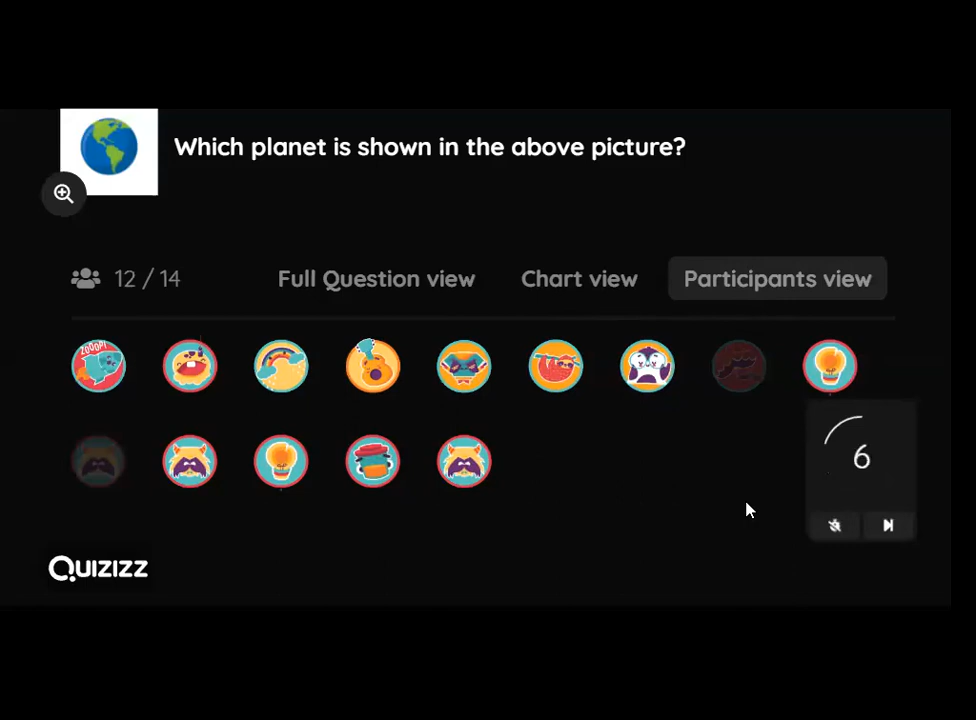 Which planet is shown in the above picture?
12 / 14
Full Question view
Chart view
Participants view
ZOOOP!
6
QUIZIZZ